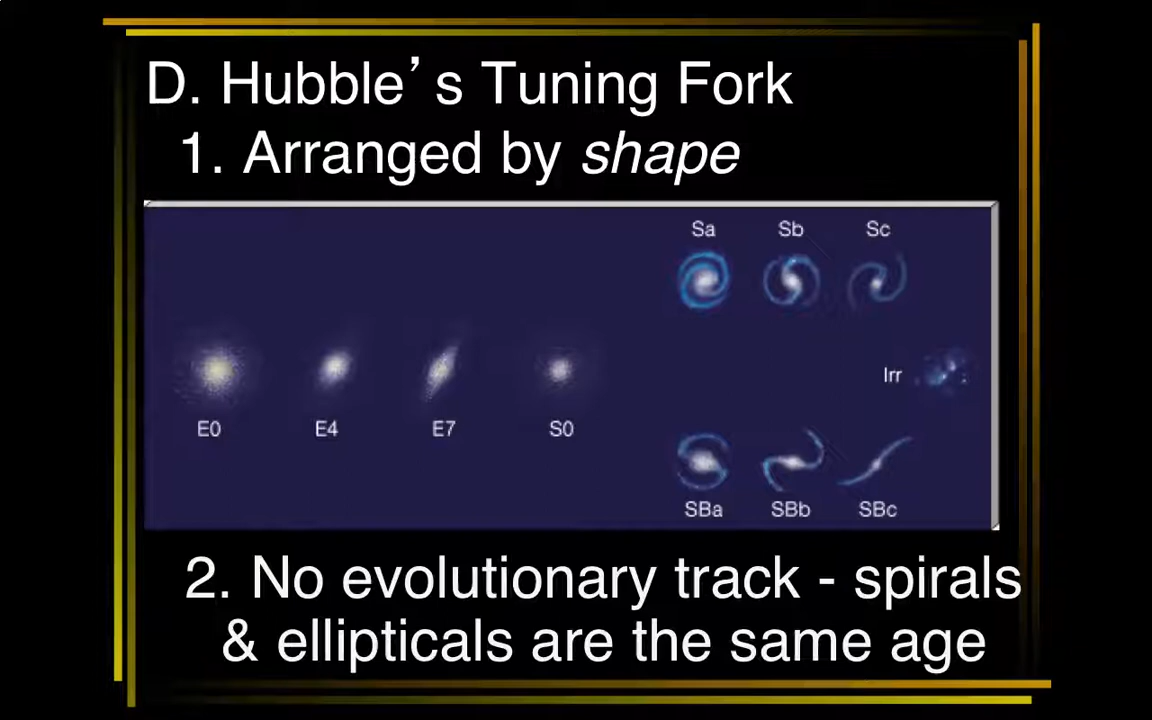 D. Hubble’s Tuning Fork
1. Arranged by shape
Sa Sb Sc
Irr
E0 E4 E7 S0
SBa SBb SBc
2. No evolutionary track - spirals
& ellipticals are the same age